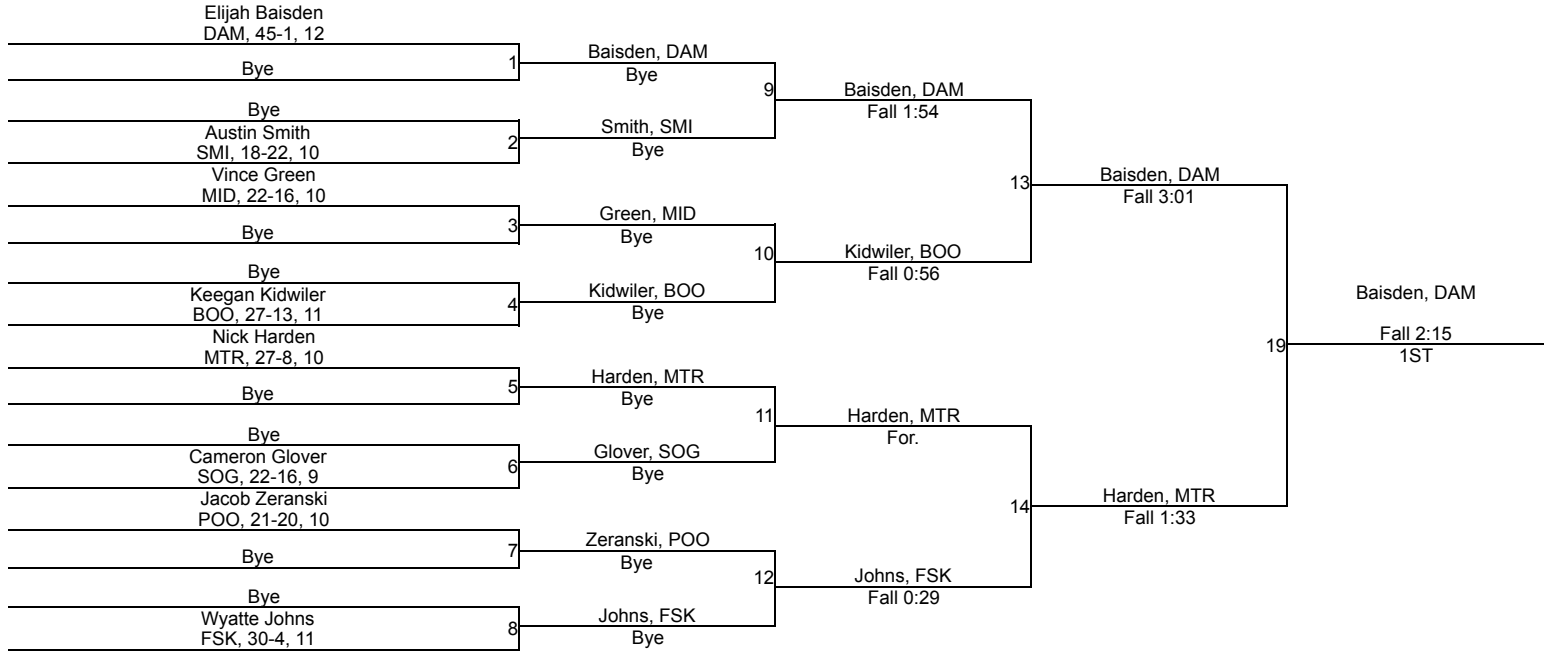 Elijah Baisden
DAM, 45-1, 12
Bye
1
Bye
Austin Smith
SMI, 18-22, 10
2
Vince Green
MID, 22-16, 10
Bye
3
Bye
Keegan Kidwiler
BOO, 27-13, 11
4
Nick Harden
MTR, 27-8, 10
Bye
5
Bye
Cameron Glover
SOG, 22-16, 9
6
Jacob Zeranski
POO, 21-20, 10
Bye
7
Bye
Wyatte Johns
FSK, 30-4, 11
8
Baisden, DAM
Bye
9
Smith, SMI
Bye
Green, MID
Bye
10
Kidwiler, BOO
Bye
Harden, MTR
Bye
11
Glover, SOG
Bye
Zeranski, POO
Bye
12
Johns, FSK
Bye
Baisden, DAM
Fall 1:54
13
Kidwiler, BOO
Fall 0:56
Harden, MTR
For.
14
Johns, FSK
Fall 0:29
Baisden, DAM
Fall 3:01
19
Harden, MTR
Fall 1:33
Baisden, DAM
Fall 2:15
1ST